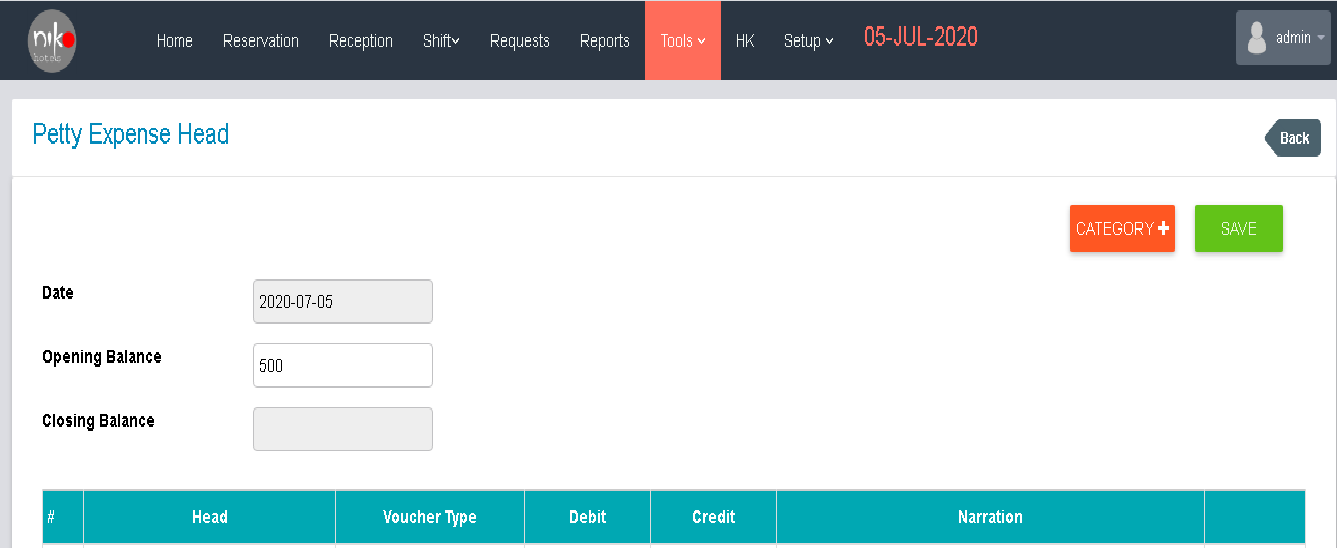 niko
hotels
Home Reservation Reception Shift Requests Reports Tools HK Setup 05-JUL-2020 admin
Petty Expense Head
Back
CATEGORY SAVE
Date 2020-07-05
Opening Balance 500
Closing Balance
# Head Voucher Type Debit Credit Narration